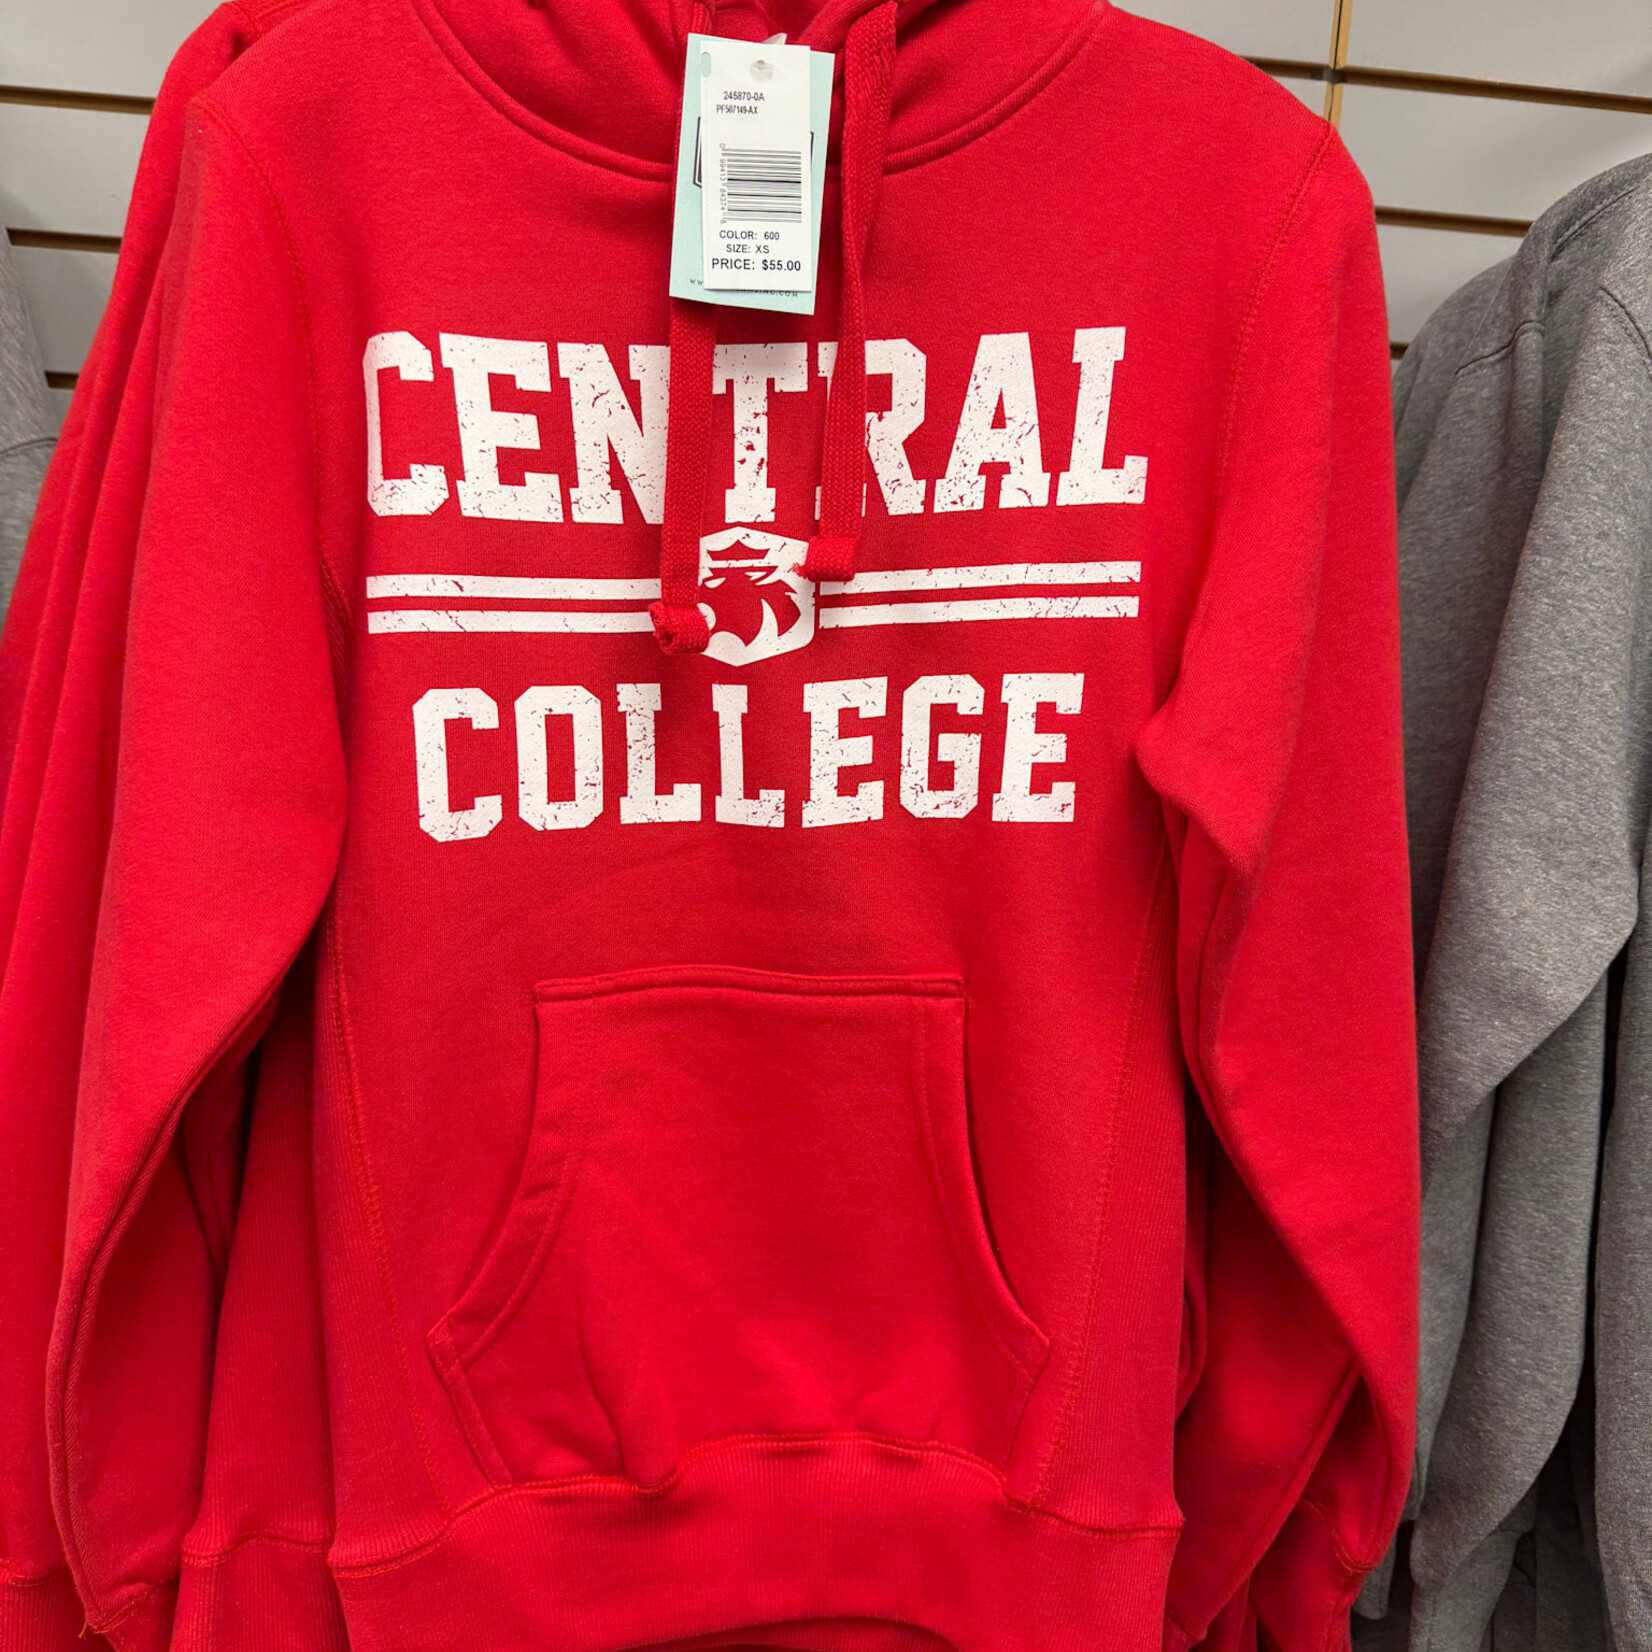 245870-0A
PF507149-AX
COLOR: 600
SIZE: XS
PRICE: $55.00
CENTRAL
COLLEGE